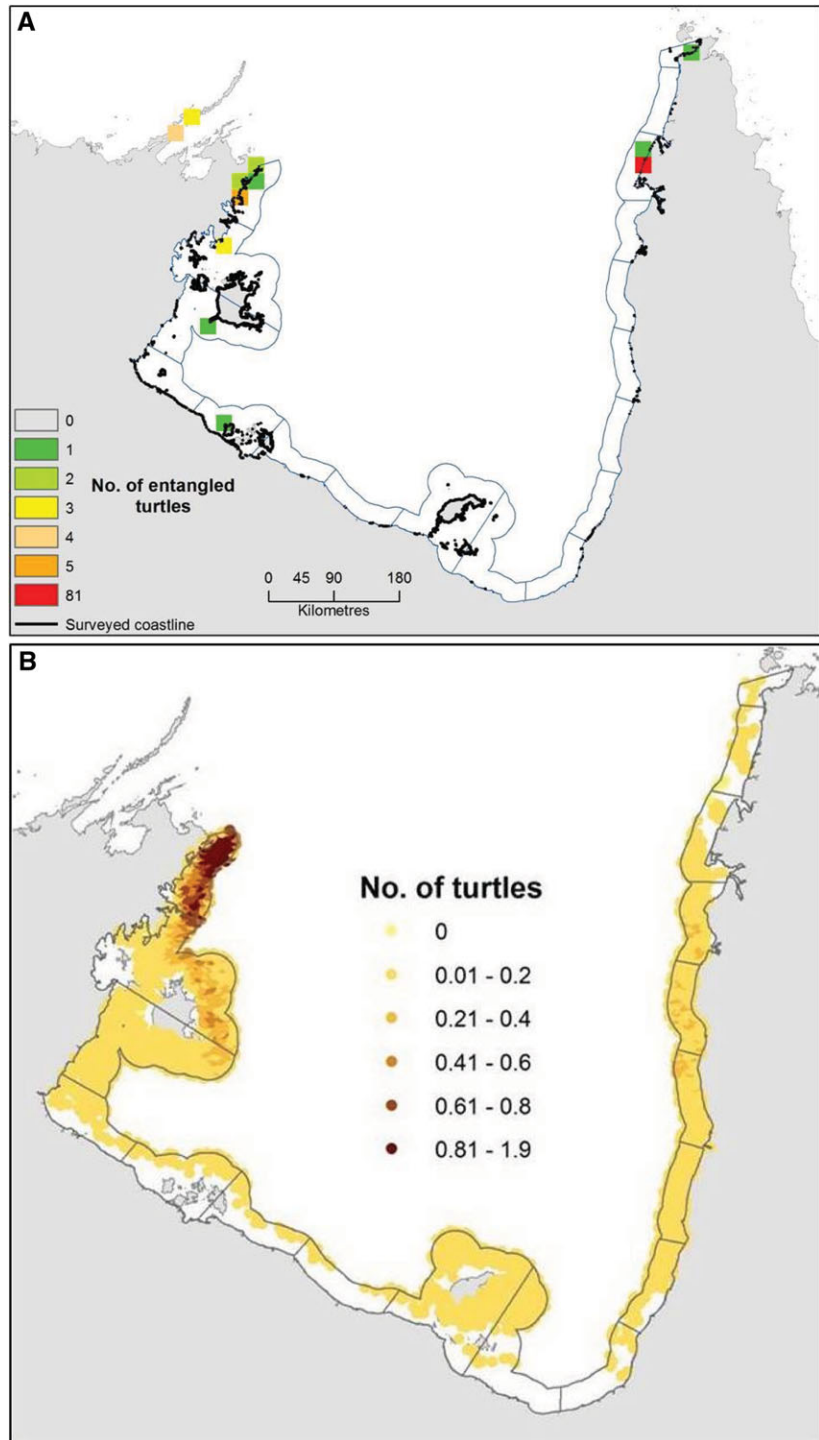 A
0
1
2
No. of entangled
turtles
3
4
5
81
Surveyed coastline
0 45 90 180
Kilometres
B
No. of turtles
0
0.01 - 0.2
0.21 - 0.4
0.41 - 0.6
0.61 - 0.8
0.81 - 1.9